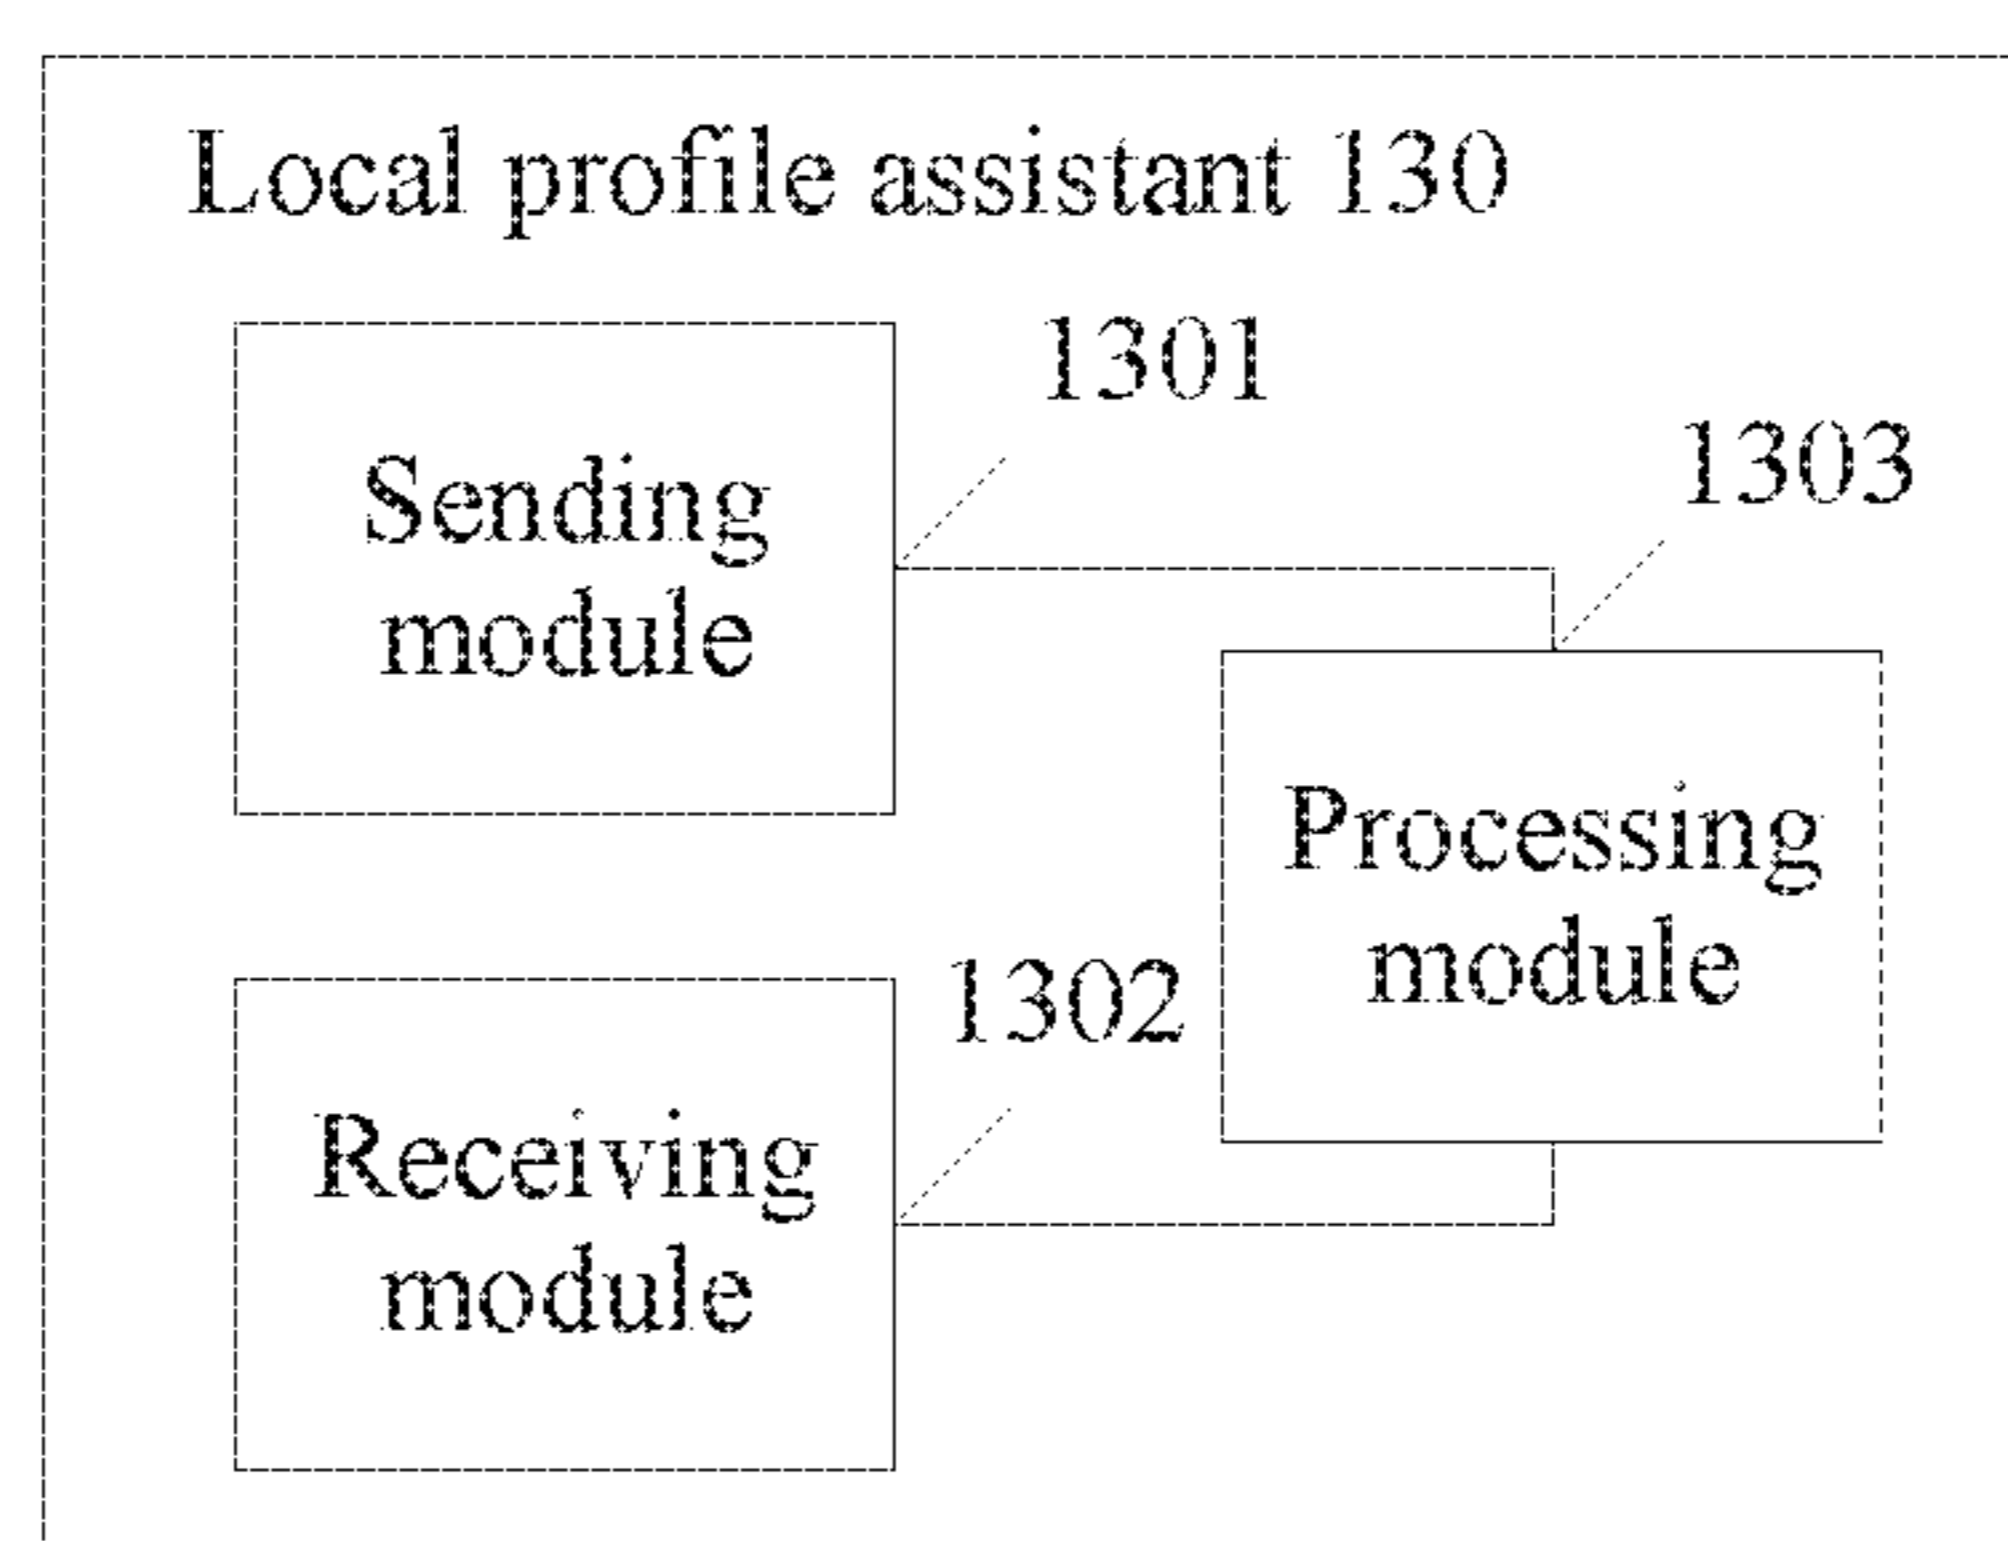 Local profile assistant 130
1301
1303
Sending
module
Processing
module
1302
Receiving
module